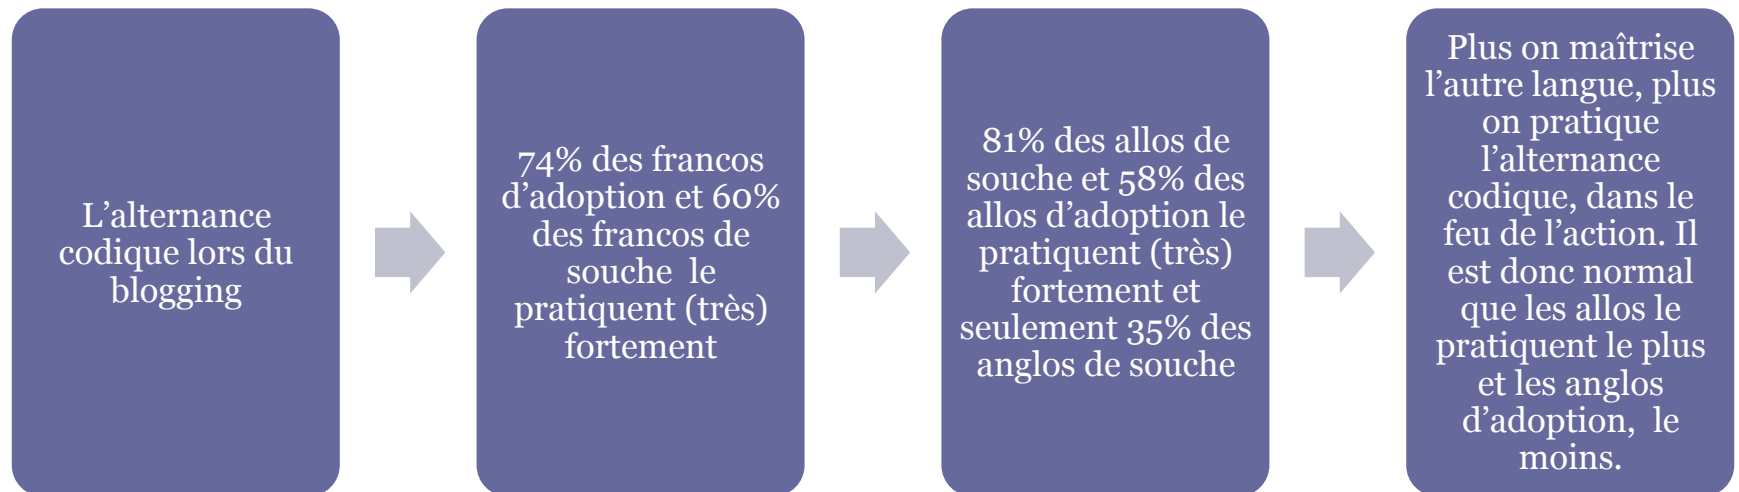 L’alternance
codique lors du
blogging
74% des francos
d’adoption et 60%
des francos de
souche  le
pratiquent (très)
fortement
81% des allos de
souche et 58% des
allos d’adoption le
pratiquent (très)
fortement et
seulement 35% des
anglos de souche
Plus on maîtrise
l’autre langue, plus
on pratique
l’alternance
codique, dans le
feu de l’action. Il
est donc normal
que les allos le
pratiquent le plus
et les anglos
d’adoption,  le
moins.